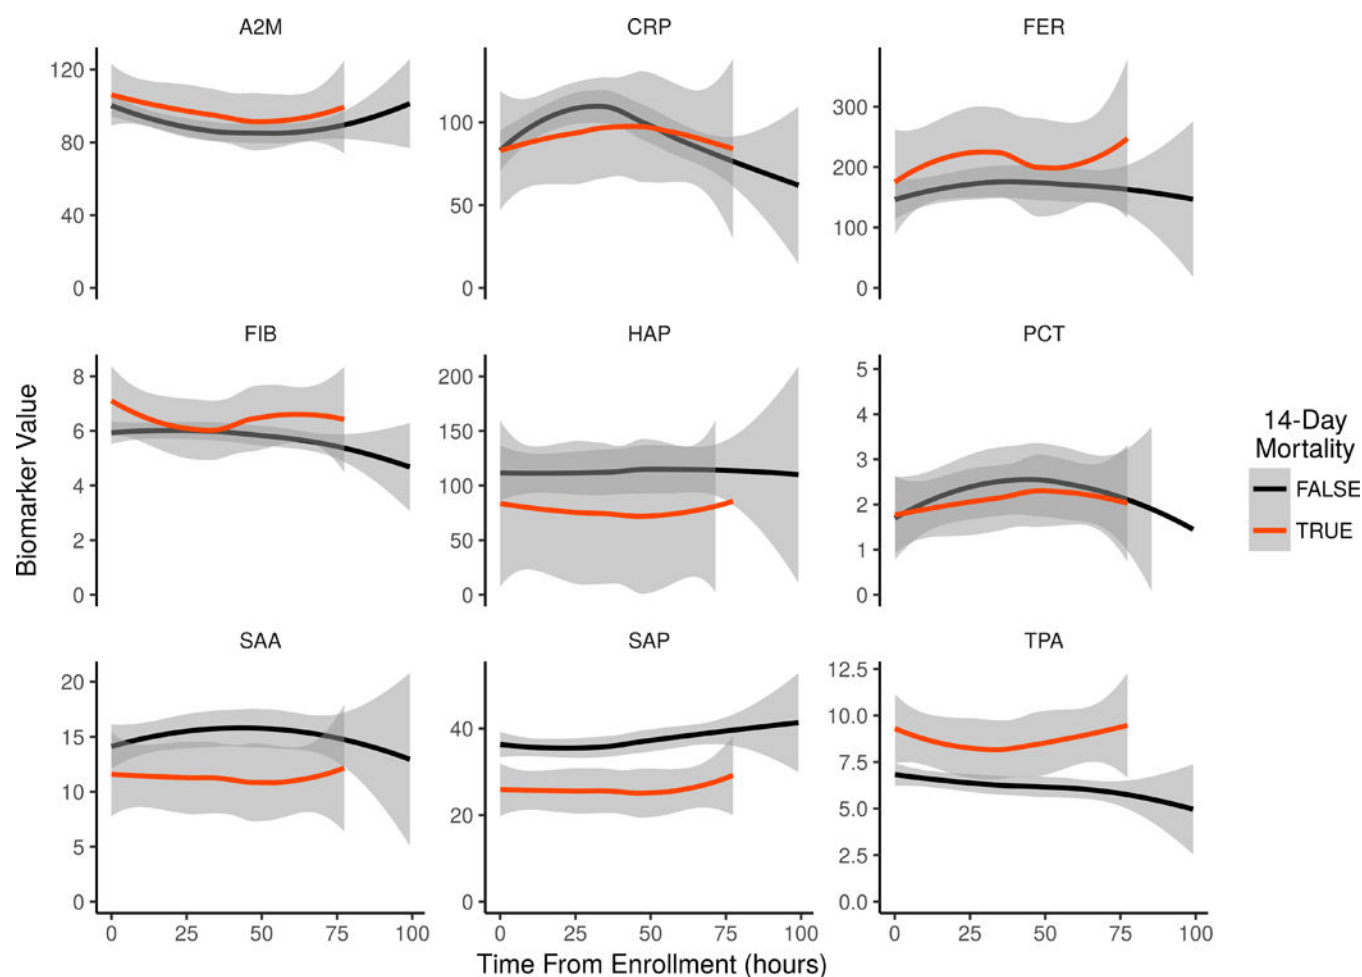 A2M
CRP
FER
120
80
40
0
100
50
0
300
200
100
0
FIB
HAP
PCT
8
6
4
2
0
200
150
100
50
0
5
4
3
2
1
0
Biomarker Value
14-Day
Mortality
FALSE
TRUE
SAA
SAP
TPA
20
15
10
5
0
40
20
0
12.5
10.0
7.5
5.0
2.5
0.0
0 25 50 75 100
0 25 50 75 100
0 25 50 75 100
Time From Enrollment (hours)